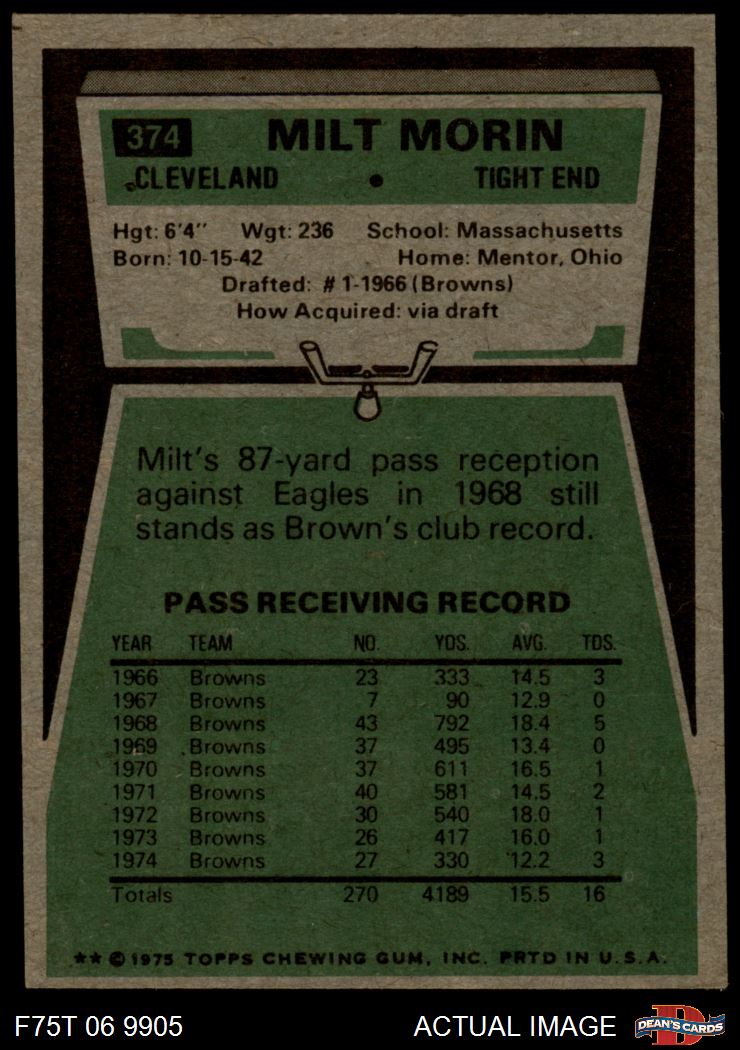 374 MILT MORIN
CLEVELAND • TIGHT END
Hgt: 6'4" Wgt: 236 School: Massachusetts
Born: 10-15-42 Home: Mentor, Ohio
Drafted: #1-1966 (Browns)
How Acquired: via draft
Milt's 87-yard pass reception
against Eagles in 1968 still
stands as Brown's club record.
PASS RECEIVING RECORD
YEAR TEAM NO. YDS. AVG. TDS.
1966 Browns 23 333 14.5 3
1967 Browns 7 90 12.9 0
1968 Browns 43 792 18.4 5
1969 Browns 37 495 13.4 0
1970 Browns 37 611 16.5 1
1971 Browns 40 581 14.5 2
1972 Browns 30 540 18.0 1
1973 Browns 26 417 16.0 1
1974 Browns 27 330 12.2 3
Totals 270 4189 15.5 16
★★ © 1975 TOPPS CHEWING GUM, INC. PRTD IN U.S.A.
F75T 06 9905 ACTUAL IMAGE DEAN'S CARDS